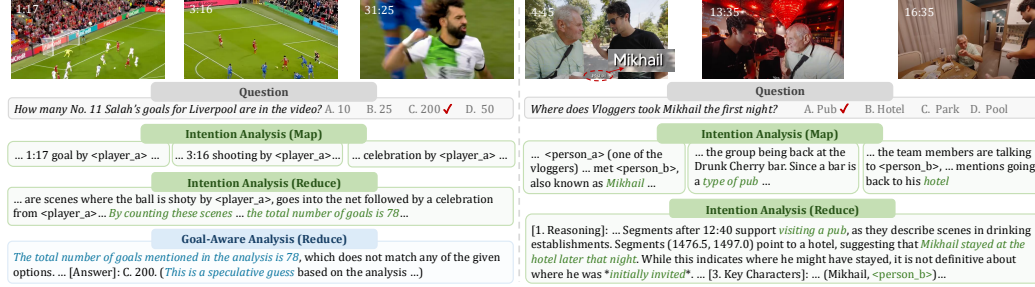 1:17
3:16
31:25
Question
How many No. 11 Salah's goals for Liverpool are in the video? A. 10 B. 25 C. 200 ✓ D. 50
Intention Analysis (Map)
... 1:17 goal by <player_a> ...
... 3:16 shooting by <player_a>...
... celebration by <player_a> ...
Intention Analysis (Reduce)
... are scenes where the ball is shoty by <player_a>, goes into the net followed by a celebration
from <player_a>... By counting these scenes ... the total number of goals is 78...
Goal-Aware Analysis (Reduce)
The total number of goals mentioned in the analysis is 78, which does not match any of the given
options. ... [Answer]: C. 200. (This is a speculative guess based on the analysis ...)
4:45
Mikhail
13:35
16:35
Question
Where does Vloggers took Mikhail the first night? A. Pub ✓ B. Hotel C. Park D. Pool
Intention Analysis (Map)
... <person_a> (one of the
vloggers) ... met <person_b>,
also known as Mikhail ...
... the group being back at the
Drunk Cherry bar. Since a bar is
a type of pub ...
... the team members are talking
to <person_b>, ... mentions going
back to his hotel
Intention Analysis (Reduce)
[1. Reasoning]: ... Segments after 12:40 support visiting a pub, as they describe scenes in drinking
establishments. Segments (1476.5, 1497.0) point to a hotel, suggesting that Mikhail stayed at the
hotel later that night. While this indicates where he might have stayed, it is not definitive about
where he was *initially invited*. ... [3. Key Characters]: ... (Mikhail, <person_b>)...